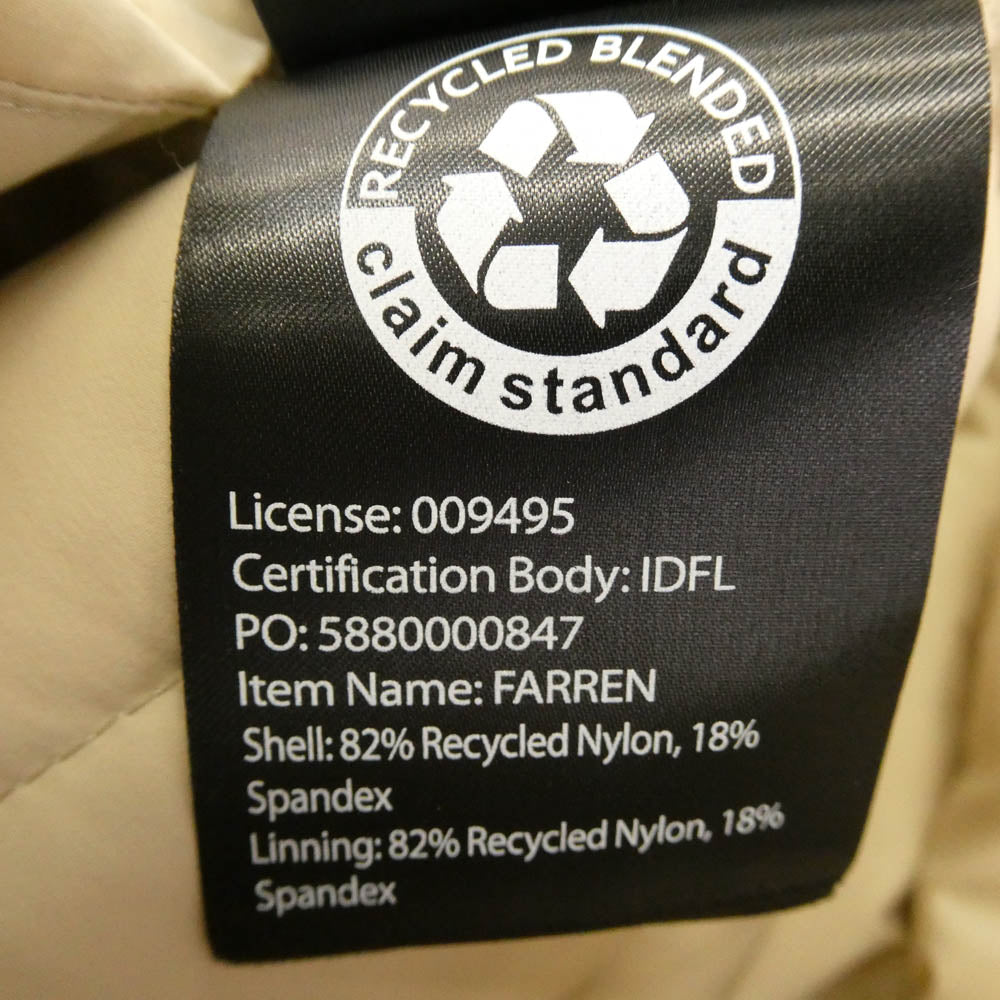 RECYCLED BLENDED
claim standard
License: 009495
Certification Body: IDFL
PO: 5880000847
Item Name: FARREN
Shell: 82% Recycled Nylon, 18%
Spandex
Linning: 82% Recycled Nylon, 18%
Spandex